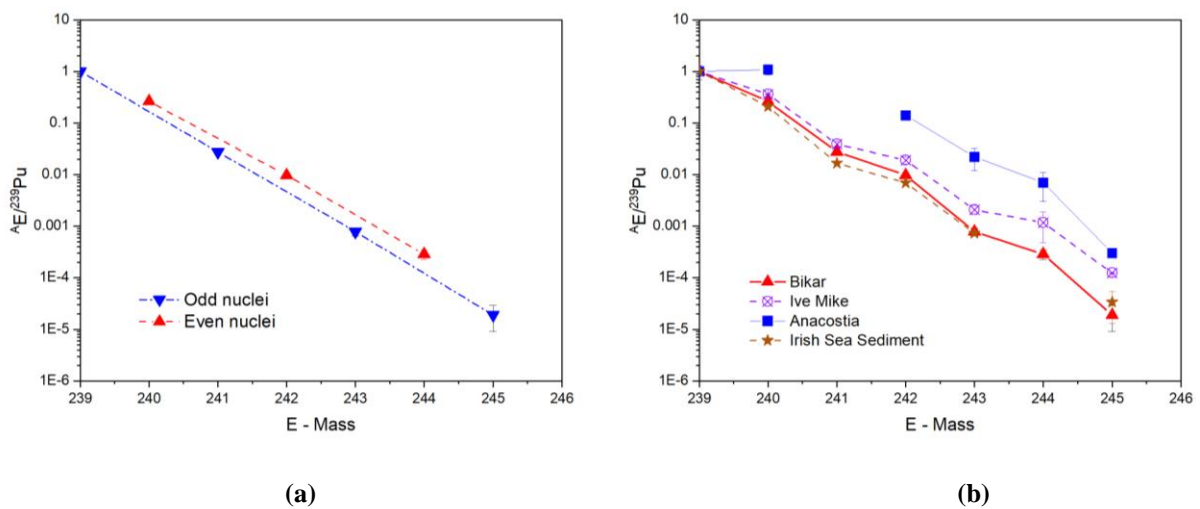 10
1
0.1
0.01
0.001
1E-4
1E-5
1E-6
ᴬE/²³⁹Pu
Odd nuclei
Even nuclei
239 240 241 242 243 244 245 246
E - Mass
(a)
10
1
0.1
0.01
0.001
1E-4
1E-5
1E-6
ᴬE/²³⁹Pu
Bikar
Ive Mike
Anacostia
Irish Sea Sediment
239 240 241 242 243 244 245 246
E - Mass
(b)